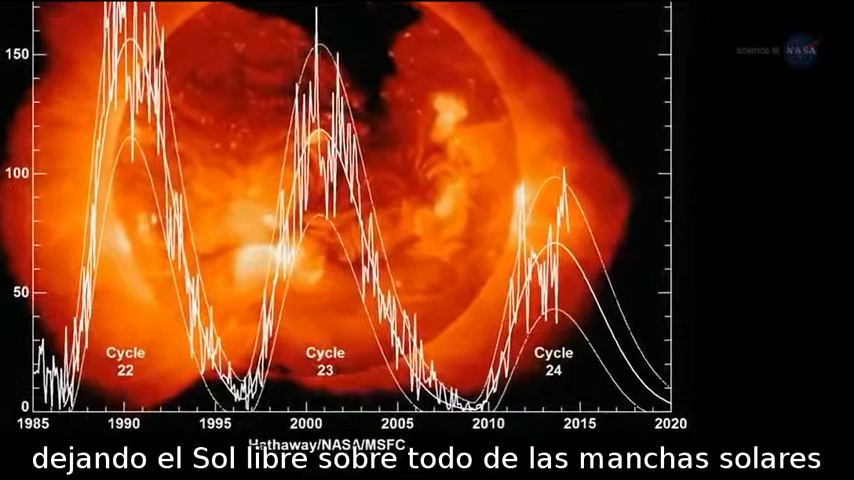 science@
NASA
150
100
50
0
Cycle
22
Cycle
23
Cycle
24
1985 1990 1995 2000 2005 2010 2015 2020
Hathaway/NASA/MSFC
dejando el Sol libre sobre todo de las manchas solares